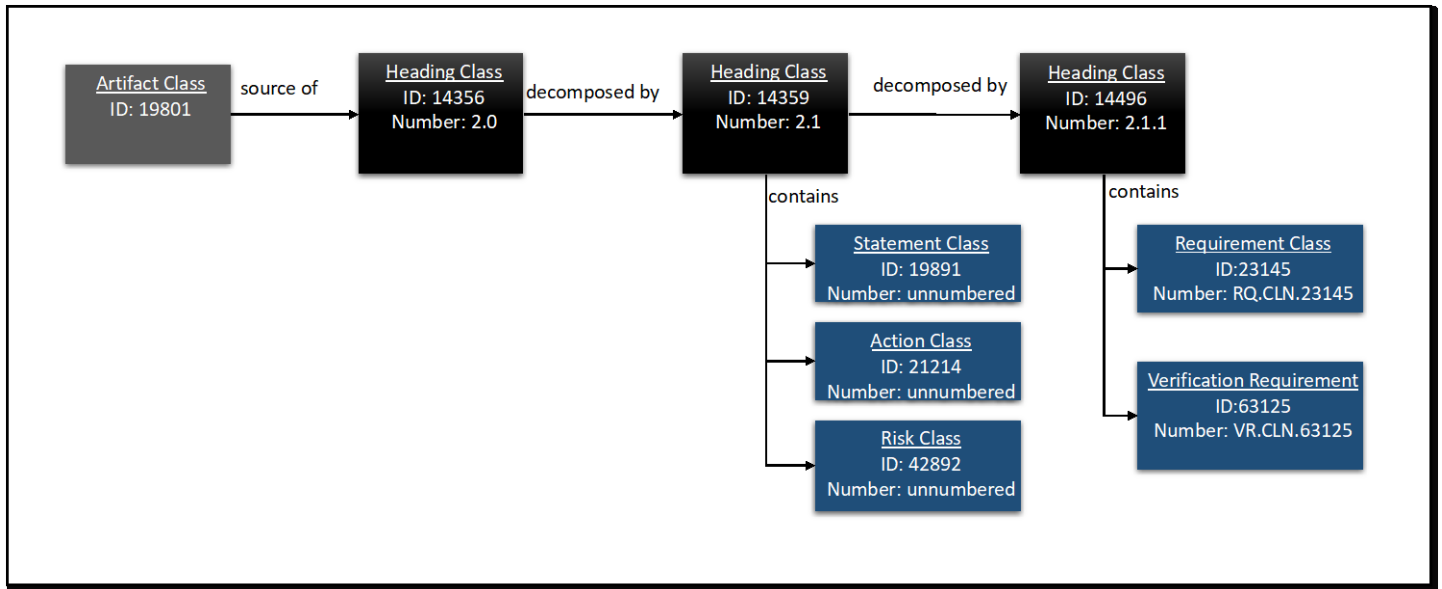 Artifact Class
ID: 19801
source of
Heading Class
ID: 14356
Number: 2.0
decomposed by
Heading Class
ID: 14359
Number: 2.1
decomposed by
Heading Class
ID: 14496
Number: 2.1.1
contains
Statement Class
ID: 19891
Number: unnumbered
Action Class
ID: 21214
Number: unnumbered
Risk Class
ID: 42892
Number: unnumbered
contains
Requirement Class
ID:23145
Number: RQ.CLN.23145
Verification Requirement
ID:63125
Number: VR.CLN.63125